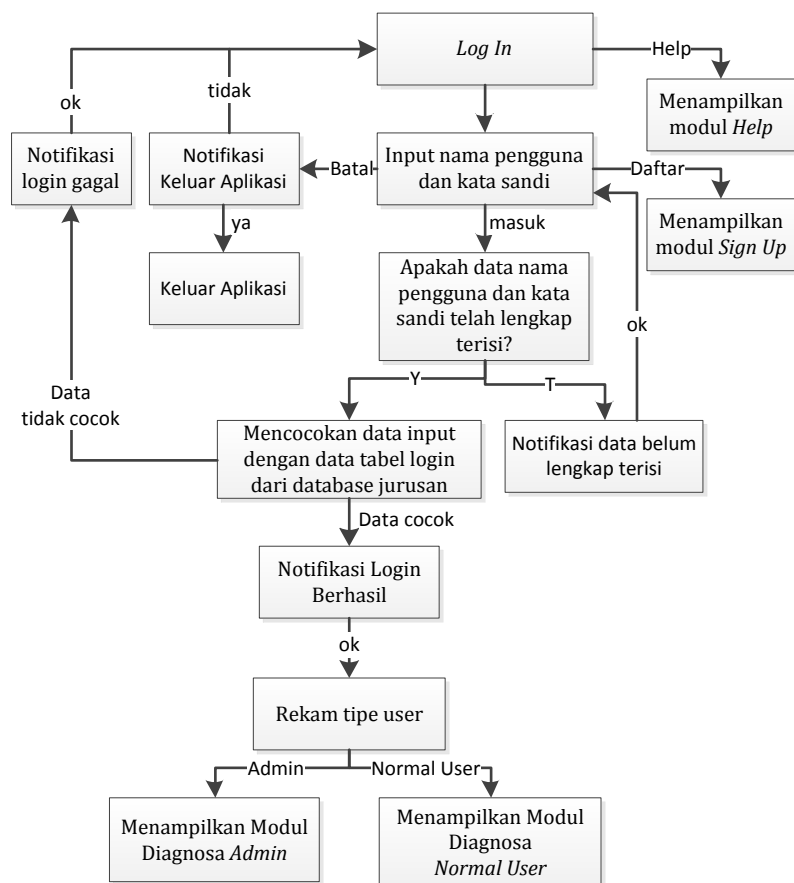 Log In
Help
Menampilkan
modul Help
ok
tidak
Notifikasi
login gagal
Notifikasi
Keluar Aplikasi
Batal
Input nama pengguna
dan kata sandi
Daftar
Menampilkan
modul Sign Up
ya
masuk
Keluar Aplikasi
Apakah data nama
pengguna dan kata
sandi telah lengkap
terisi?
ok
Y
T
Data
tidak cocok
Mencocokan data input
dengan data tabel login
dari database jurusan
Notifikasi data belum
lengkap terisi
Data cocok
Notifikasi Login
Berhasil
ok
Rekam tipe user
Admin
Normal User
Menampilkan Modul
Diagnosa Admin
Menampilkan Modul
Diagnosa
Normal User